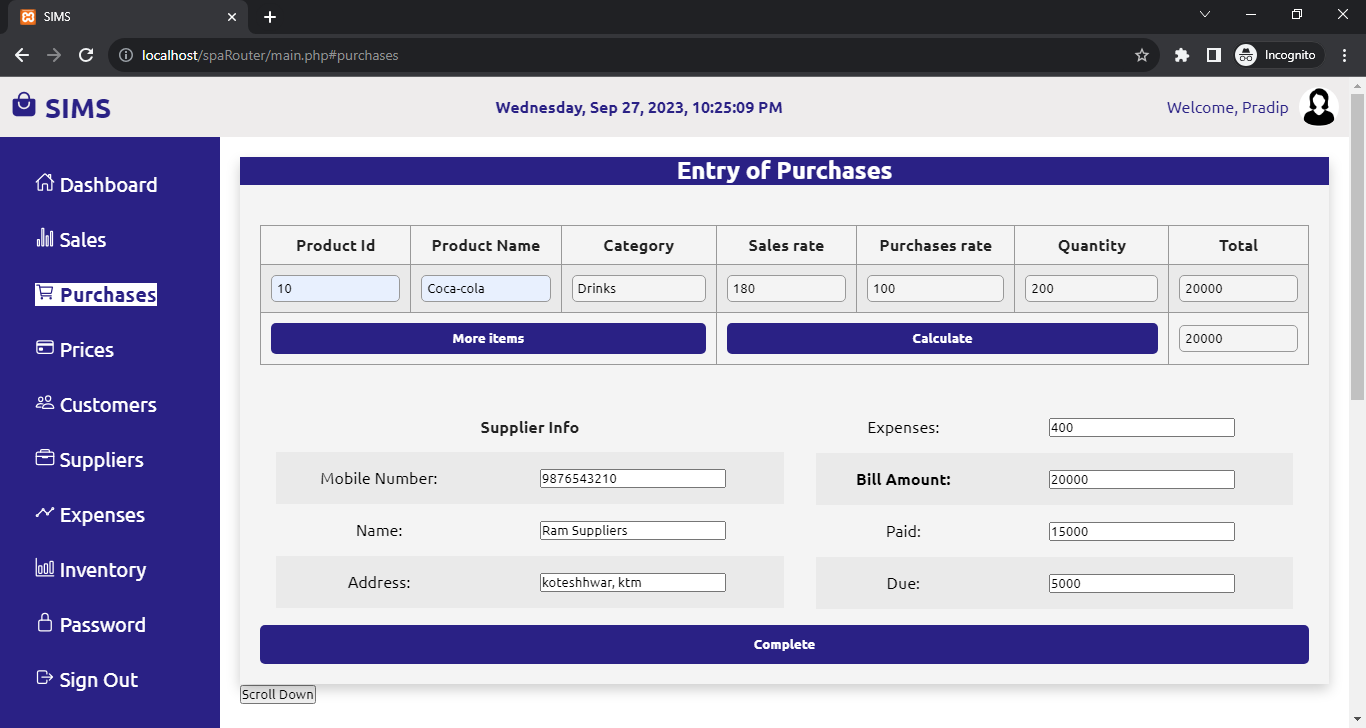 SIMS
localhost/spaRouter/main.php#purchases
Incognito
SIMS
Wednesday, Sep 27, 2023, 10:25:09 PM
Welcome, Pradip
Dashboard
Sales
Purchases
Prices
Customers
Suppliers
Expenses
Inventory
Password
Sign Out
Entry of Purchases
Product Id Product Name Category Sales rate Purchases rate Quantity Total
10 Coca-cola Drinks 180 100 200 20000
More items Calculate 20000
Supplier Info Expenses: 400
Mobile Number: 9876543210 Bill Amount: 20000
Name: Ram Suppliers Paid: 15000
Address: koteshhwar, ktm Due: 5000
Complete
Scroll Down